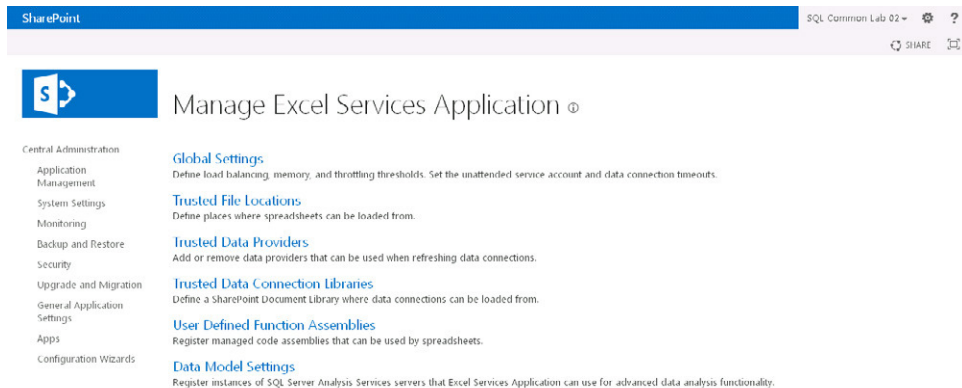 SharePoint
SQL Common Lab 02
?
SHARE
S
Manage Excel Services Application
Central Administration
Application
Management
System Settings
Monitoring
Backup and Restore
Security
Upgrade and Migration
General Application
Settings
Apps
Configuration Wizards
Global Settings
Define load balancing, memory, and throttling thresholds. Set the unattended service account and data connection timeouts.
Trusted File Locations
Define places where spreadsheets can be loaded from.
Trusted Data Providers
Add or remove data providers that can be used when refreshing data connections.
Trusted Data Connection Libraries
Define a SharePoint Document Library where data connections can be loaded from.
User Defined Function Assemblies
Register managed code assemblies that can be used by spreadsheets.
Data Model Settings
Register instances of SQL Server Analysis Services servers that Excel Services Application can use for advanced data analysis functionality.